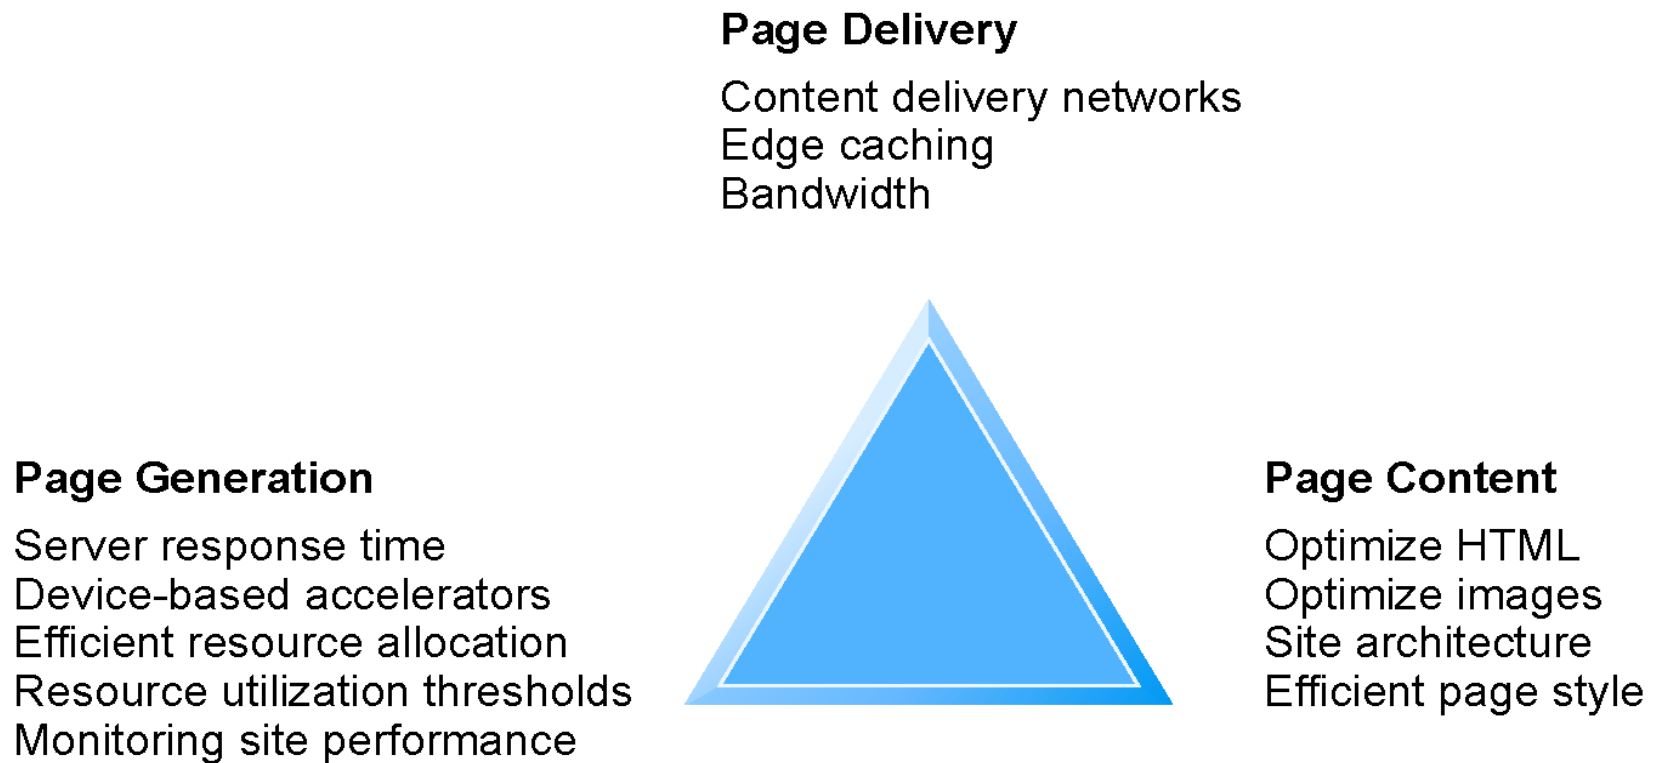 Page Delivery
Content delivery networks
Edge caching
Bandwidth
Page Generation
Server response time
Device-based accelerators
Efficient resource allocation
Resource utilization thresholds
Monitoring site performance
Page Content
Optimize HTML
Optimize images
Site architecture
Efficient page style